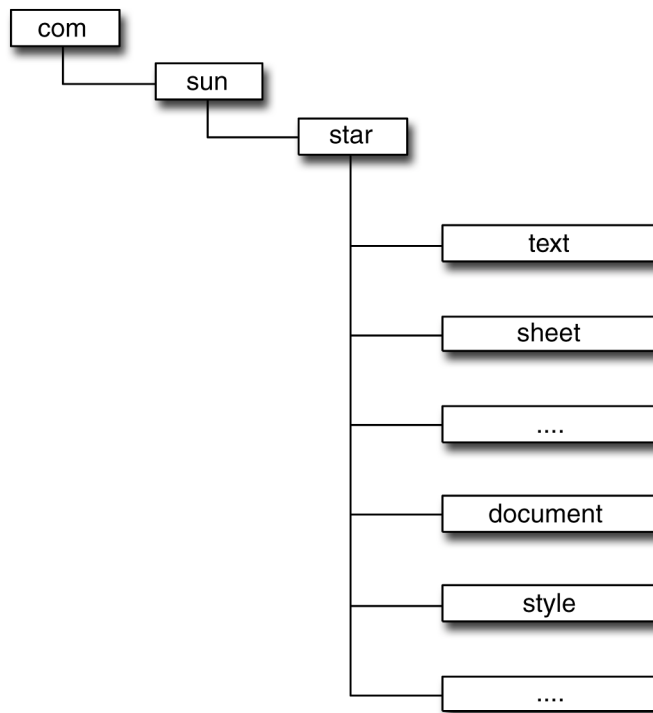 com
sun
star
text
sheet
....
document
style
....